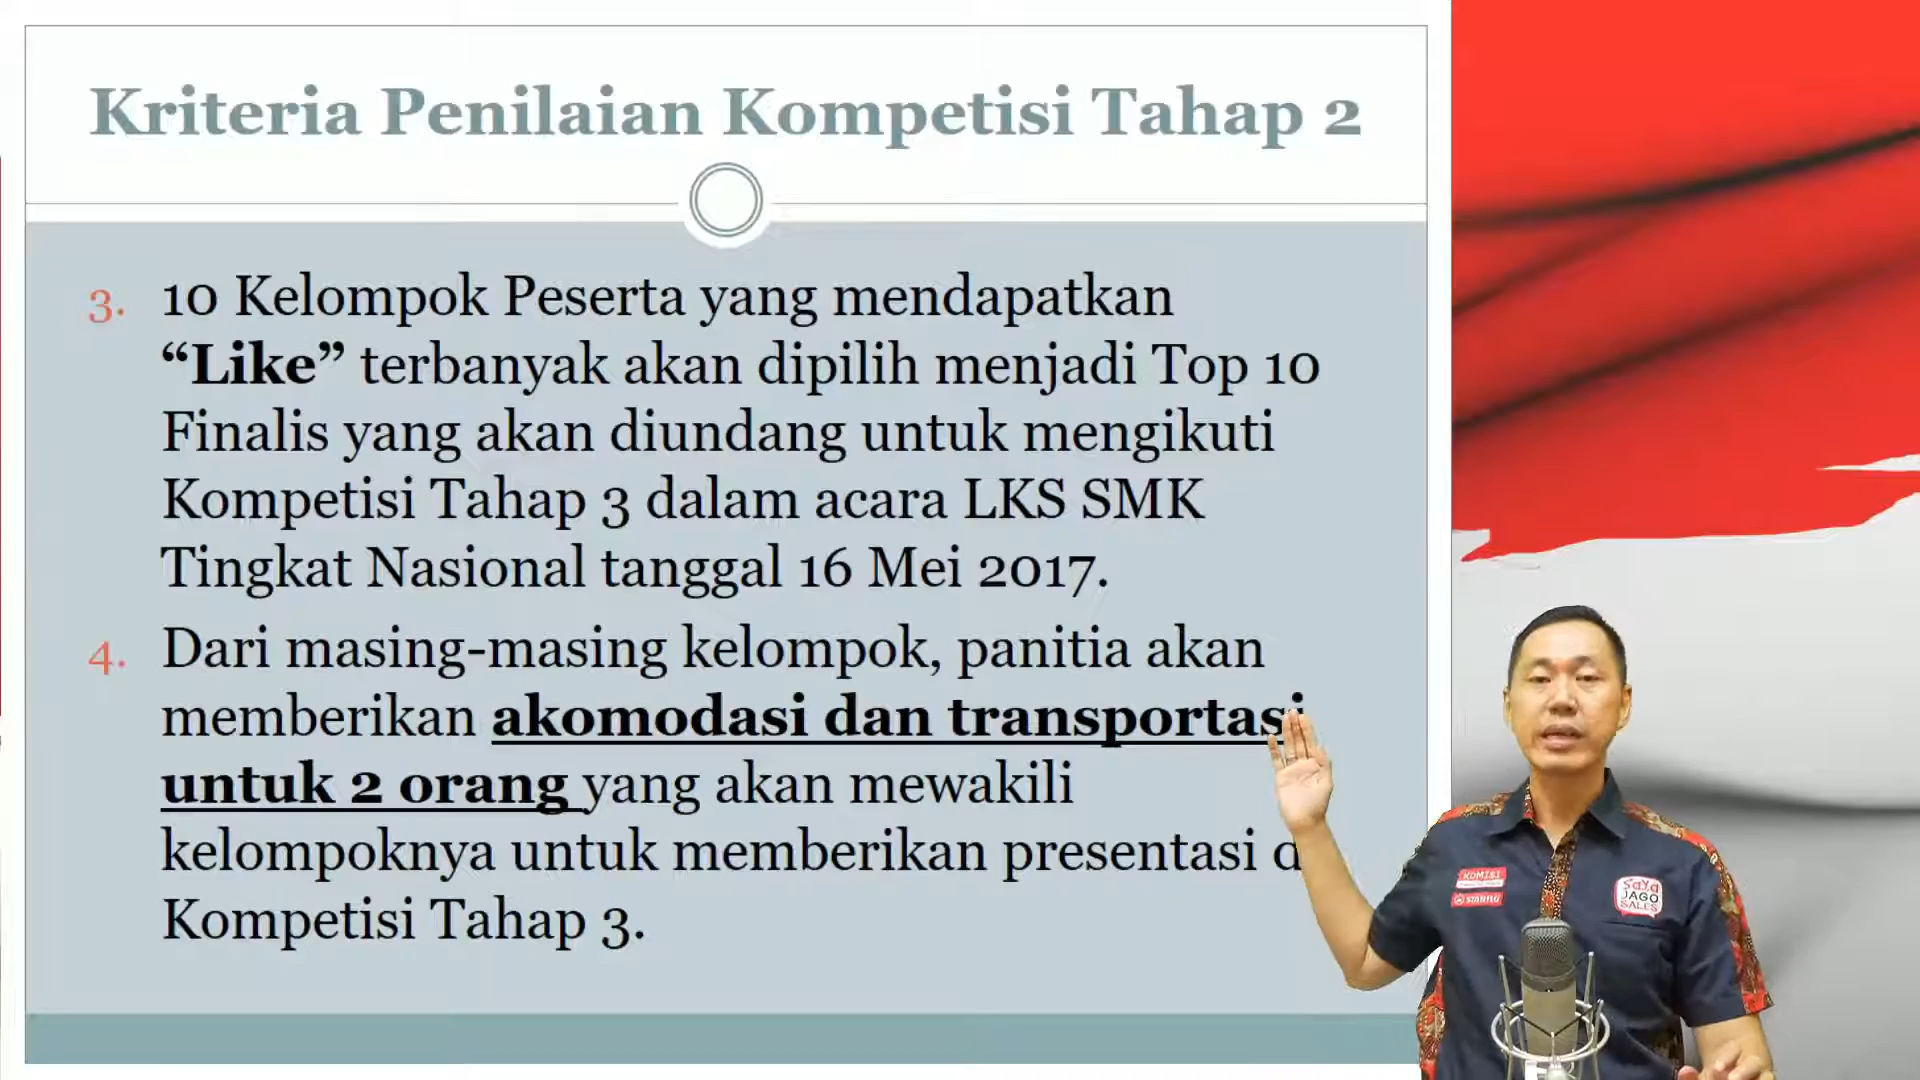 Kriteria Penilaian Kompetisi Tahap 2
3. 10 Kelompok Peserta yang mendapatkan
“Like” terbanyak akan dipilih menjadi Top 10
Finalis yang akan diundang untuk mengikuti
Kompetisi Tahap 3 dalam acara LKS SMK
Tingkat Nasional tanggal 16 Mei 2017.
4. Dari masing-masing kelompok, panitia akan
memberikan akomodasi dan transportasi
untuk 2 orang yang akan mewakili
kelompoknya untuk memberikan presentasi d
Kompetisi Tahap 3.
KOMISI
SaYa
JAGO
SALES